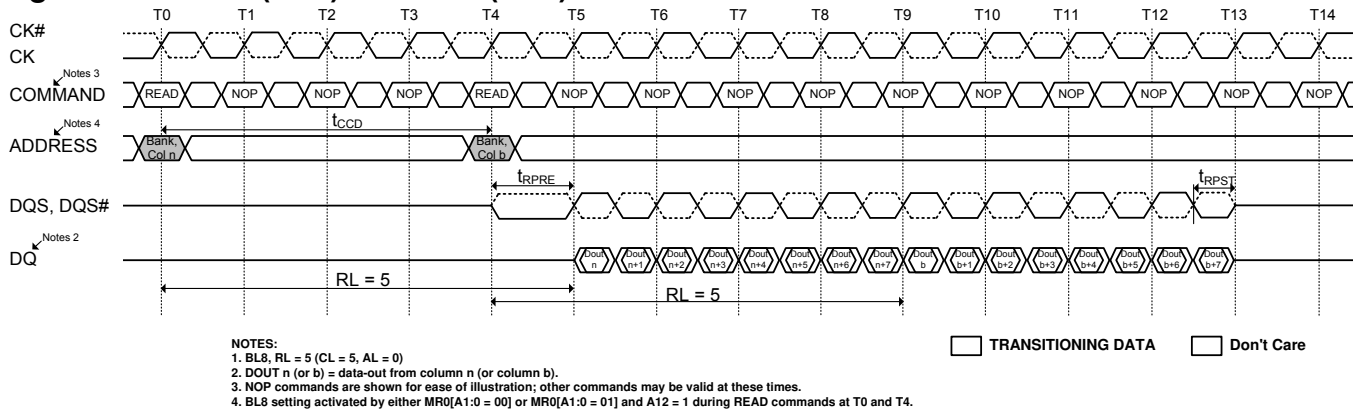 T0 T1 T2 T3 T4 T5 T6 T7 T8 T9 T10 T11 T12 T13 T14
CK#
CK
Notes 3
COMMAND READ NOP NOP NOP READ NOP NOP NOP NOP NOP NOP NOP NOP NOP NOP
Notes 4
tCCD
ADDRESS Bank, Col n Bank, Col b
tRPRE tRPST
DQS, DQS#
Notes 2
DQ Dout n Dout n+1 Dout n+2 Dout n+3 Dout n+4 Dout n+5 Dout n+6 Dout n+7 Dout b Dout b+1 Dout b+2 Dout b+3 Dout b+4 Dout b+5 Dout b+6 Dout b+7
RL = 5 RL = 5
NOTES:
1. BL8, RL = 5 (CL = 5, AL = 0)
2. DOUT n (or b) = data-out from column n (or column b).
3. NOP commands are shown for ease of illustration; other commands may be valid at these times.
4. BL8 setting activated by either MR0[A1:0 = 00] or MR0[A1:0 = 01] and A12 = 1 during READ commands at T0 and T4.
TRANSITIONING DATA Don't Care